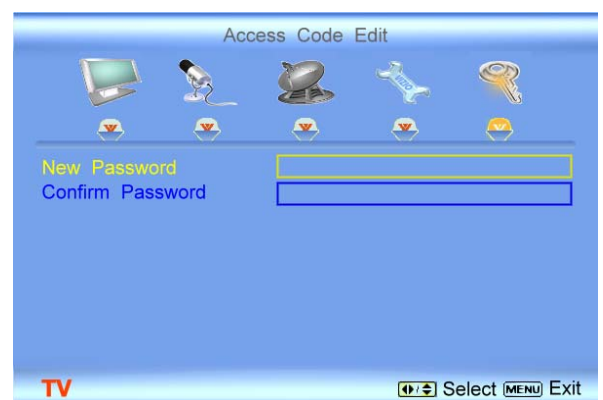 Access Code Edit
New Password
Confirm Password
TV Select MENU Exit